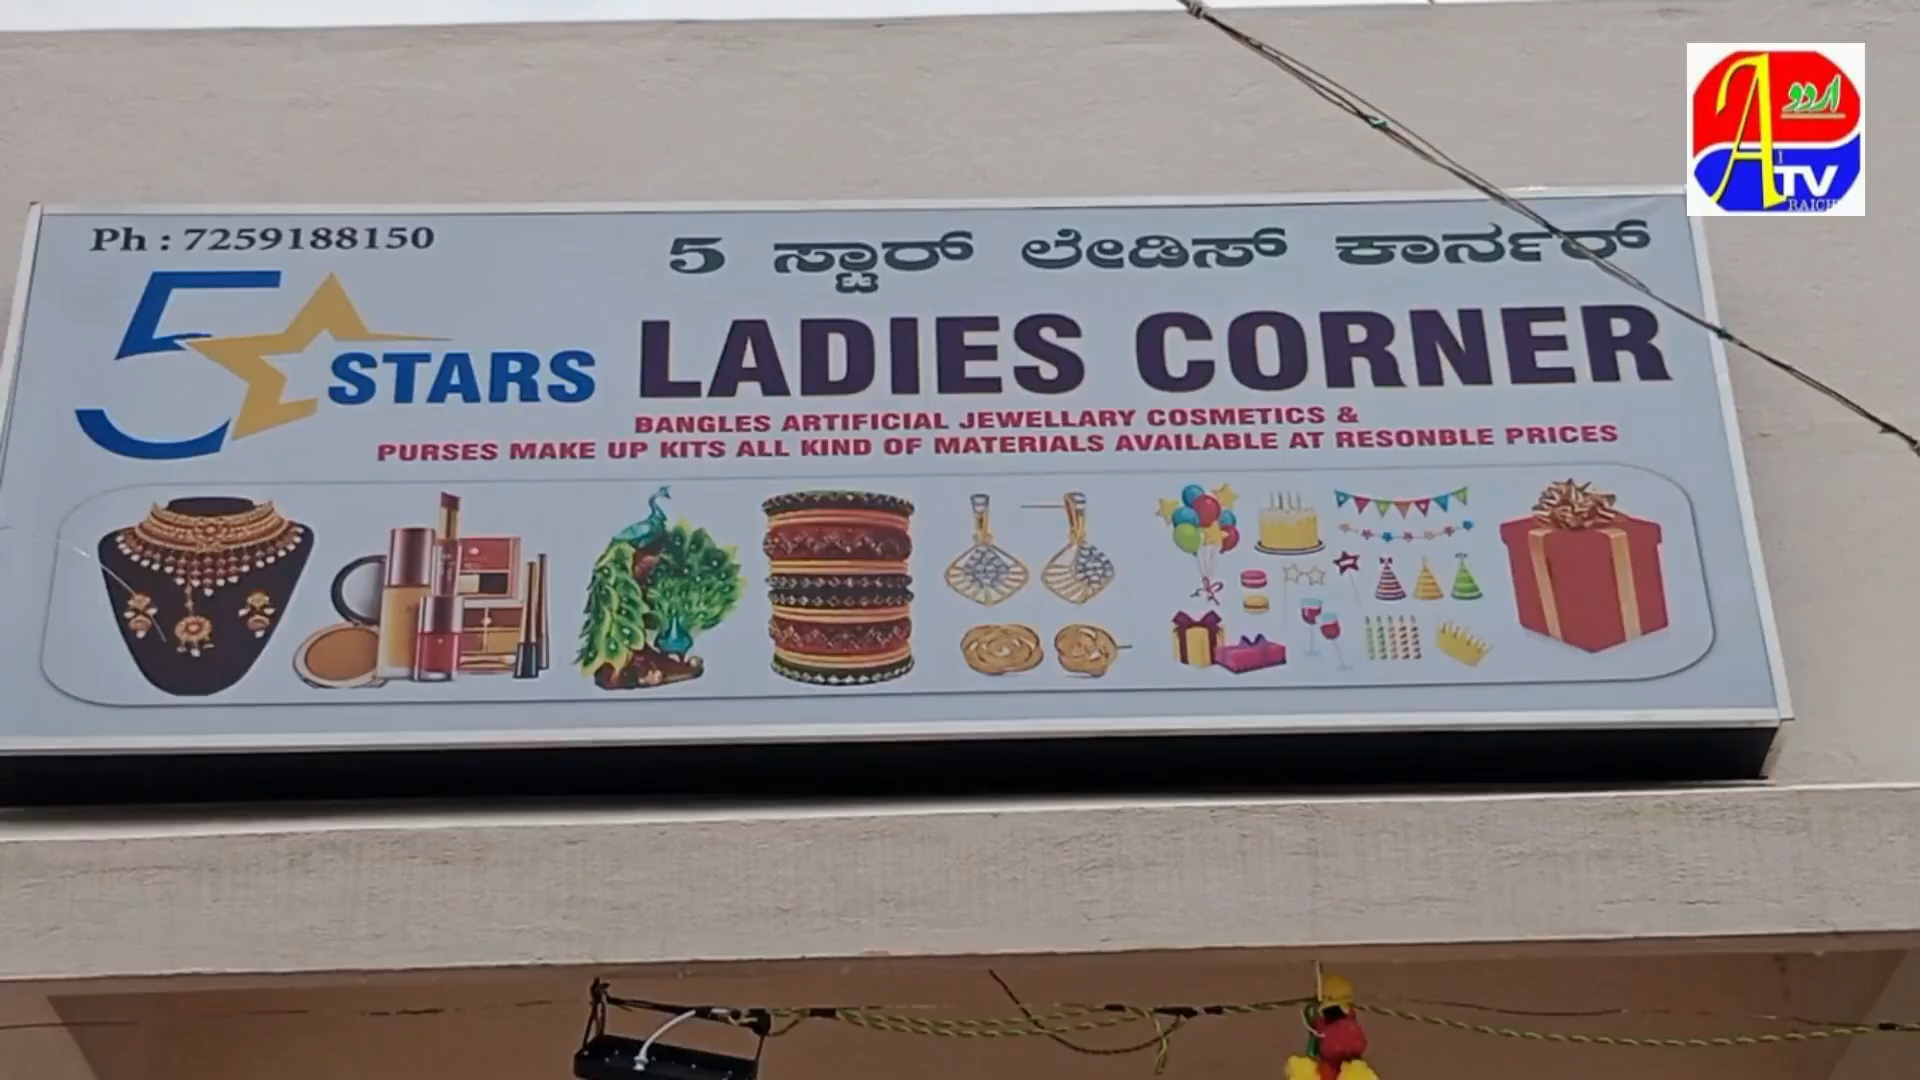 Ph : 7259188150
5 ಸ್ಟಾರ್ ಲೇಡಿಸ್ ಕಾರ್ನರ್
5 STARS LADIES CORNER
BANGLES ARTIFICIAL JEWELLARY COSMETICS &
PURSES MAKE UP KITS ALL KIND OF MATERIALS AVAILABLE AT RESONBLE PRICES
A اردو
i TV